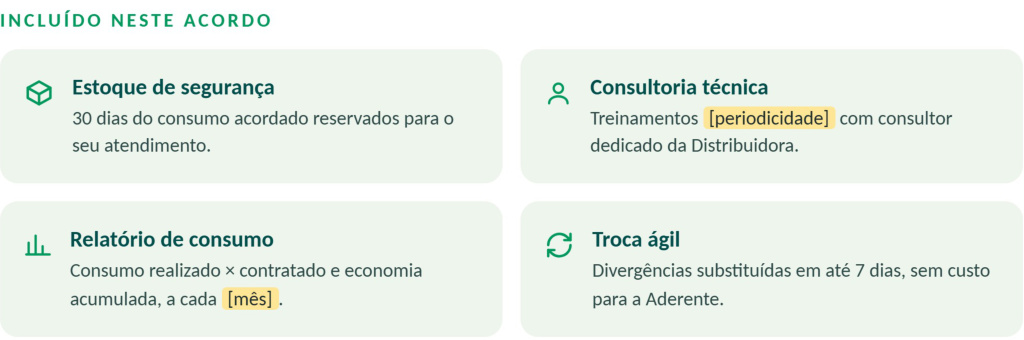 INCLUÍDO NESTE ACORDO
Estoque de segurança
30 dias do consumo acordado reservados para o
seu atendimento.
Consultoria técnica
Treinamentos [periodicidade] com consultor
dedicado da Distribuidora.
Relatório de consumo
Consumo realizado × contratado e economia
acumulada, a cada [mês].
Troca ágil
Divergências substituídas em até 7 dias, sem custo
para a Aderente.